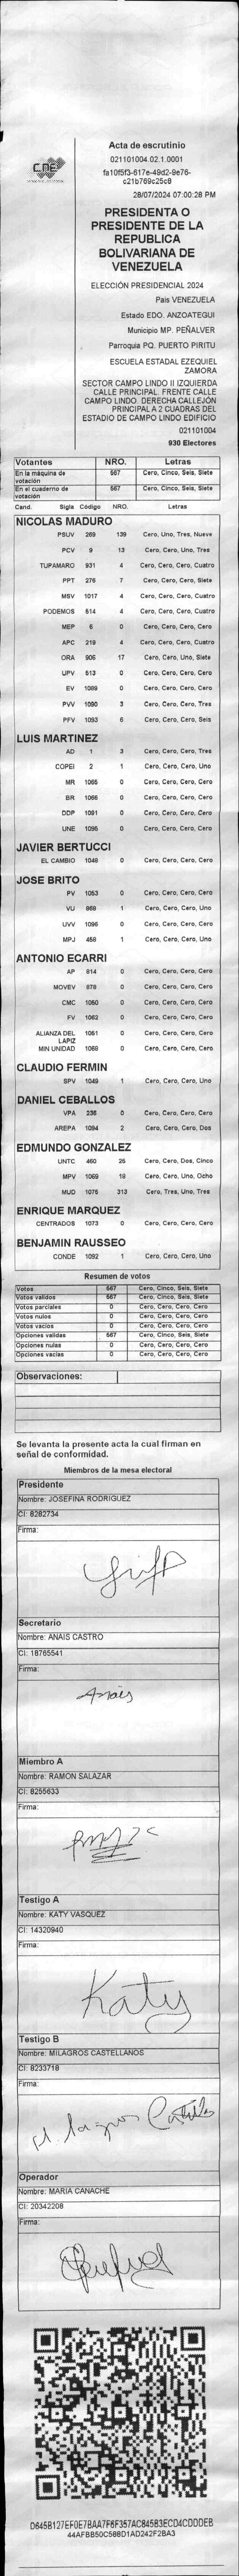 CNE
Acta de escrutinio
021101004.02.1.0001
fa10f5f3-617e-49d2-9e76-
c21b769c25c8
28/07/2024 07:00:28 PM
PRESIDENTA O
PRESIDENTE DE LA
REPUBLICA
BOLIVARIANA DE
VENEZUELA
ELECCIÓN PRESIDENCIAL 2024
Pais VENEZUELA
Estado EDO. ANZOATEGUI
Municipio MP. PEÑALVER
Parroquia PQ. PUERTO PIRITU
ESCUELA ESTADAL EZEQUIEL
ZAMORA
SECTOR CAMPO LINDO II IZQUIERDA
CALLE PRINCIPAL. FRENTE CALLE
CAMPO LINDO. DERECHA CALLEJÓN
PRINCIPAL A 2 CUADRAS DEL
ESTADIO DE CAMPO LINDO EDIFICIO
021101004
930 Electores
Votantes NRO. Letras
En la máquina de votación 567 Cero, Cinco, Seis, Siete
En el cuaderno de votación 567 Cero, Cinco, Seis, Siete
Cand. Sigla Código NRO. Letras
NICOLAS MADURO
PSUV 269 139 Cero, Uno, Tres, Nueve
PCV 9 13 Cero, Cero, Uno, Tres
TUPAMARO 931 4 Cero, Cero, Cero, Cuatro
PPT 276 7 Cero, Cero, Cero, Siete
MSV 1017 4 Cero, Cero, Cero, Cuatro
PODEMOS 514 4 Cero, Cero, Cero, Cuatro
MEP 6 0 Cero, Cero, Cero, Cero
APC 219 4 Cero, Cero, Cero, Cuatro
ORA 906 17 Cero, Cero, Uno, Siete
UPV 513 0 Cero, Cero, Cero, Cero
EV 1089 0 Cero, Cero, Cero, Cero
PVV 1090 3 Cero, Cero, Cero, Tres
PFV 1093 6 Cero, Cero, Cero, Seis
LUIS MARTINEZ
AD 1 3 Cero, Cero, Cero, Tres
COPEI 2 1 Cero, Cero, Cero, Uno
MR 1065 0 Cero, Cero, Cero, Cero
BR 1066 0 Cero, Cero, Cero, Cero
DDP 1091 0 Cero, Cero, Cero, Cero
UNE 1095 0 Cero, Cero, Cero, Cero
JAVIER BERTUCCI
EL CAMBIO 1048 0 Cero, Cero, Cero, Cero
JOSE BRITO
PV 1053 0 Cero, Cero, Cero, Cero
VU 868 1 Cero, Cero, Cero, Uno
UVV 1096 0 Cero, Cero, Cero, Cero
MPJ 458 1 Cero, Cero, Cero, Uno
ANTONIO ECARRI
AP 814 0 Cero, Cero, Cero, Cero
MOVEV 878 0 Cero, Cero, Cero, Cero
CMC 1050 0 Cero, Cero, Cero, Cero
FV 1062 0 Cero, Cero, Cero, Cero
ALIANZA DEL LAPIZ 1051 0 Cero, Cero, Cero, Cero
MIN UNIDAD 1068 0 Cero, Cero, Cero, Cero
CLAUDIO FERMIN
SPV 1049 1 Cero, Cero, Cero, Uno
DANIEL CEBALLOS
VPA 236 0 Cero, Cero, Cero, Cero
AREPA 1094 2 Cero, Cero, Cero, Dos
EDMUNDO GONZALEZ
UNTC 460 25 Cero, Cero, Dos, Cinco
MPV 1069 18 Cero, Cero, Uno, Ocho
MUD 1075 313 Cero, Tres, Uno, Tres
ENRIQUE MARQUEZ
CENTRADOS 1073 0 Cero, Cero, Cero, Cero
BENJAMIN RAUSSEO
CONDE 1092 1 Cero, Cero, Cero, Uno
Resumen de votos
Votos 567 Cero, Cinco, Seis, Siete
Votos validos 567 Cero, Cinco, Seis, Siete
Votos parciales 0 Cero, Cero, Cero, Cero
Votos nulos 0 Cero, Cero, Cero, Cero
Votos vacios 0 Cero, Cero, Cero, Cero
Opciones validas 567 Cero, Cinco, Seis, Siete
Opciones nulas 0 Cero, Cero, Cero, Cero
Opciones vacias 0 Cero, Cero, Cero, Cero
Observaciones:
Se levanta la presente acta la cual firman en
señal de conformidad.
Miembros de la mesa electoral
Presidente
Nombre: JOSEFINA RODRIGUEZ
CI: 8282734
Firma:
Secretario
Nombre: ANAIS CASTRO
CI: 18765541
Firma:
Anais
Miembro A
Nombre: RAMON SALAZAR
CI: 8255633
Firma:
Testigo A
Nombre: KATY VASQUEZ
CI: 14320940
Firma:
Katy
Testigo B
Nombre: MILAGROS CASTELLANOS
CI: 8233718
Firma:
Operador
Nombre: MARIA CANACHE
CI: 20342208
Firma:
D645B127EF0E7BAA7F6F357AC845B3ECD4CDDDEB
44AFBB50C588D1AD242F2BA3